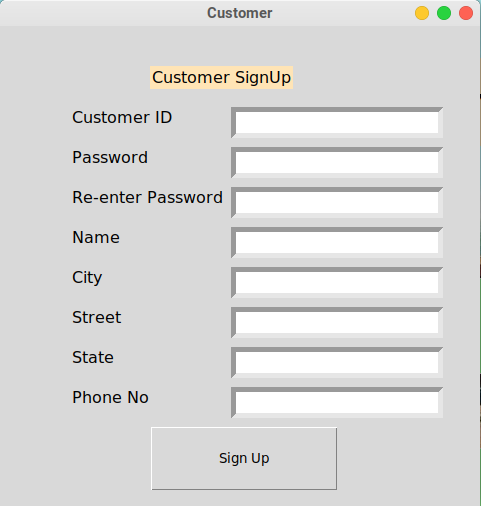 Customer
Customer SignUp
Customer ID
Password
Re-enter Password
Name
City
Street
State
Phone No
Sign Up